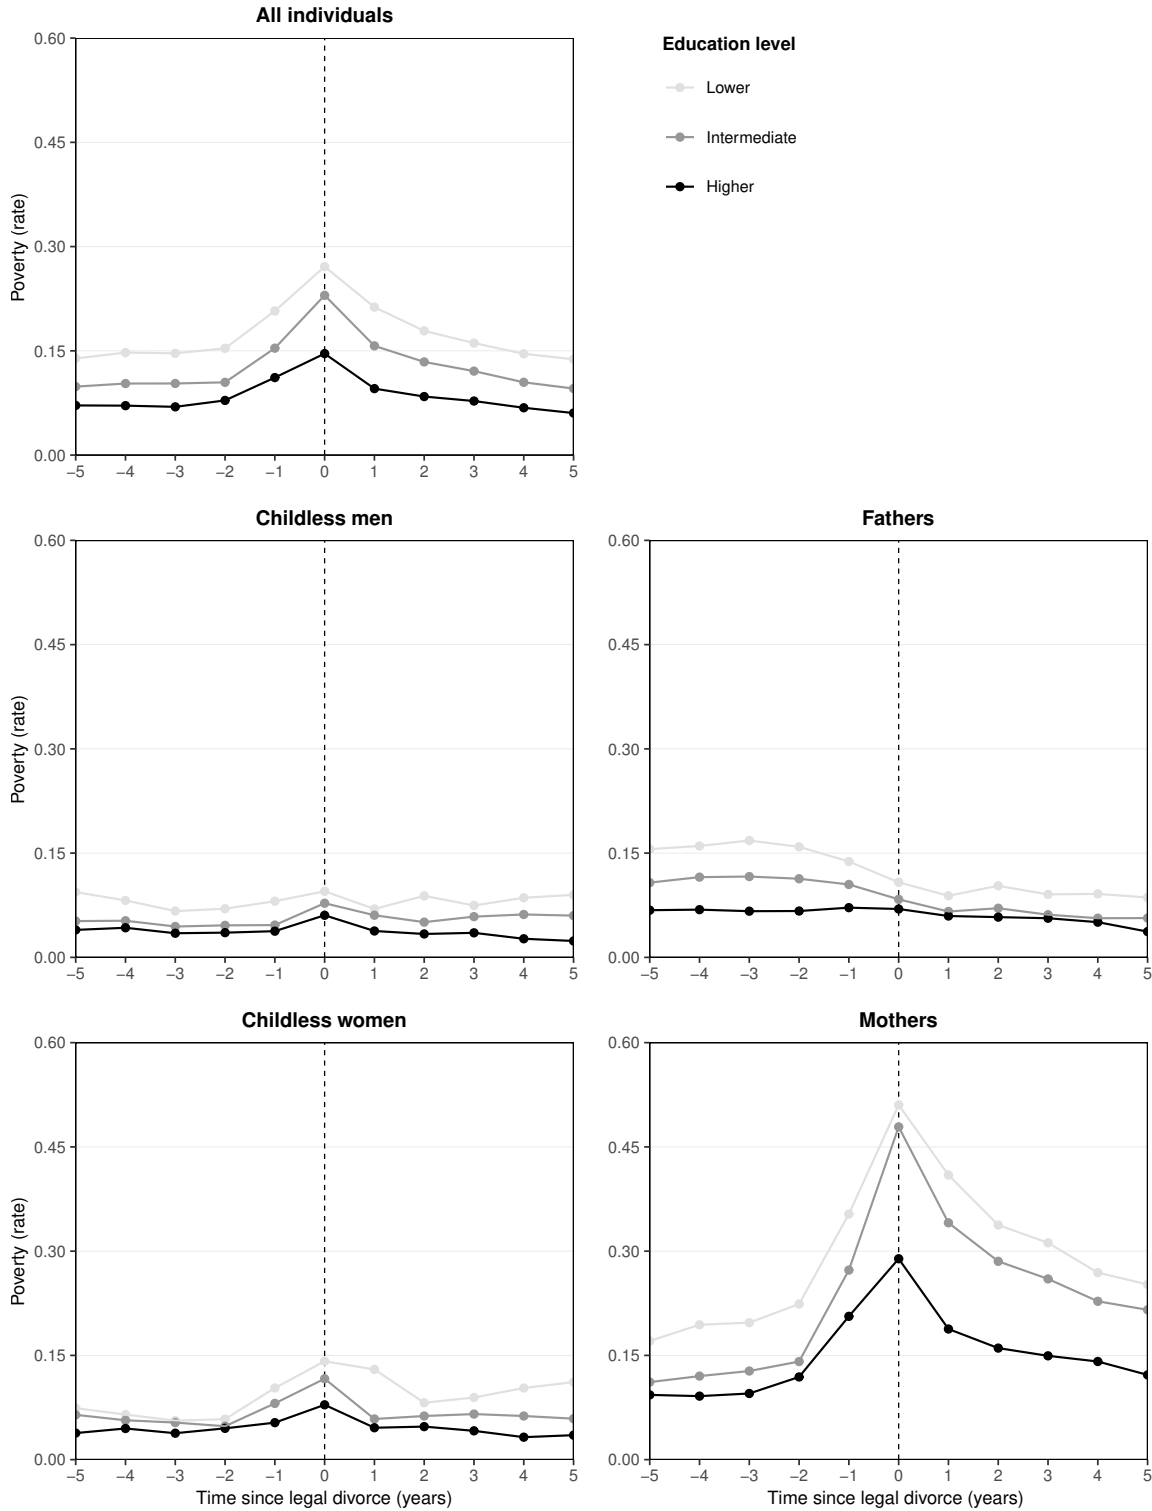 All individuals
Education level
Lower
Intermediate
Higher
Poverty (rate)
0.60
0.45
0.30
0.15
0.00
−5 −4 −3 −2 −1 0 1 2 3 4 5
Childless men
Poverty (rate)
0.60
0.45
0.30
0.15
0.00
−5 −4 −3 −2 −1 0 1 2 3 4 5
Fathers
0.60
0.45
0.30
0.15
0.00
−5 −4 −3 −2 −1 0 1 2 3 4 5
Childless women
Poverty (rate)
0.60
0.45
0.30
0.15
0.00
−5 −4 −3 −2 −1 0 1 2 3 4 5
Time since legal divorce (years)
Mothers
0.60
0.45
0.30
0.15
0.00
−5 −4 −3 −2 −1 0 1 2 3 4 5
Time since legal divorce (years)